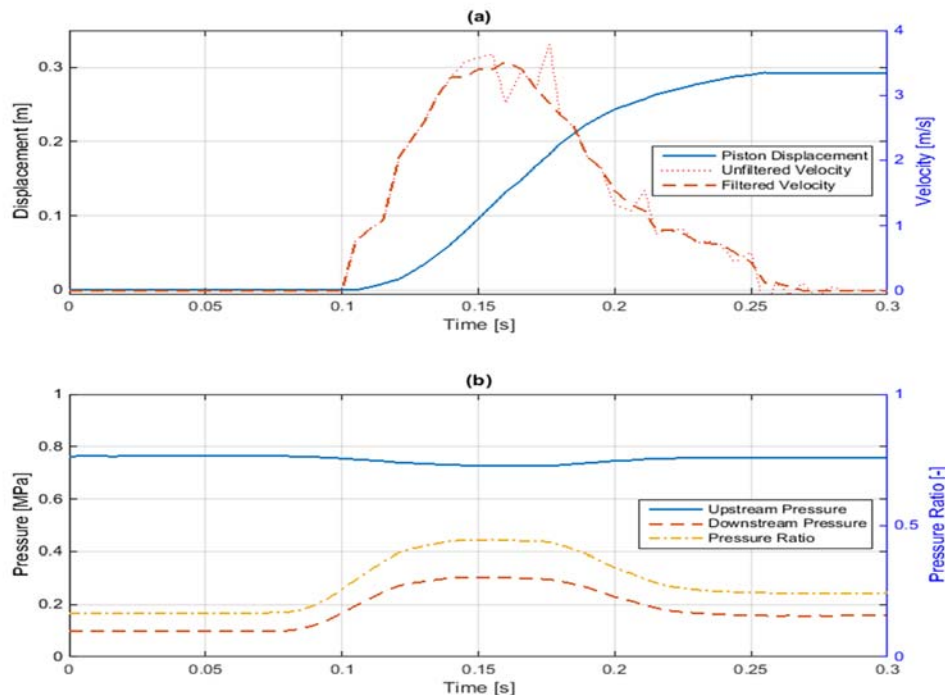 (a)
4
0.3
3
Displacement [m]
Velocity [m/s]
0.2
2
Piston Displacement
Unfiltered Velocity
Filtered Velocity
0.1
1
0
0
0 0.05 0.1 0.15 0.2 0.25 0.3
Time [s]
(b)
1 1
0.8
Pressure [MPa]
Pressure Ratio [-]
0.6
Upstream Pressure
0.5
Downstream Pressure
0.4
Pressure Ratio
0.2
0 0
0 0.05 0.1 0.15 0.2 0.25 0.3
Time [s]